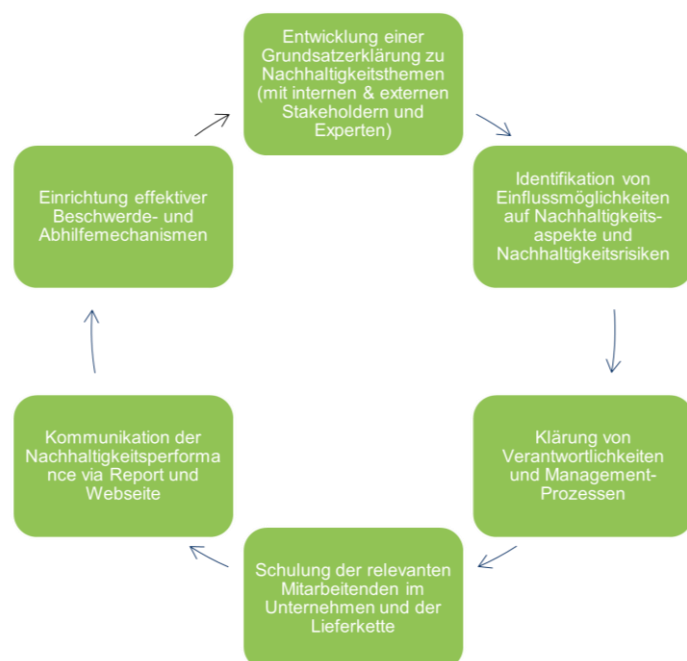 Entwicklung einer
Grundsatzerklärung zu
Nachhaltigkeitsthemen
(mit internen & externen
Stakeholdern und
Experten)
Identifikation von
Einflussmöglichkeiten
auf Nachhaltigkeits-
aspekte und
Nachhaltigkeitsrisiken
Klärung von
Verantwortlichkeiten
und Management-
Prozessen
Schulung der relevanten
Mitarbeitenden im
Unternehmen und der
Lieferkette
Kommunikation der
Nachhaltigkeitsperforma
nce via Report und
Webseite
Einrichtung effektiver
Beschwerde- und
Abhilfemechanismen